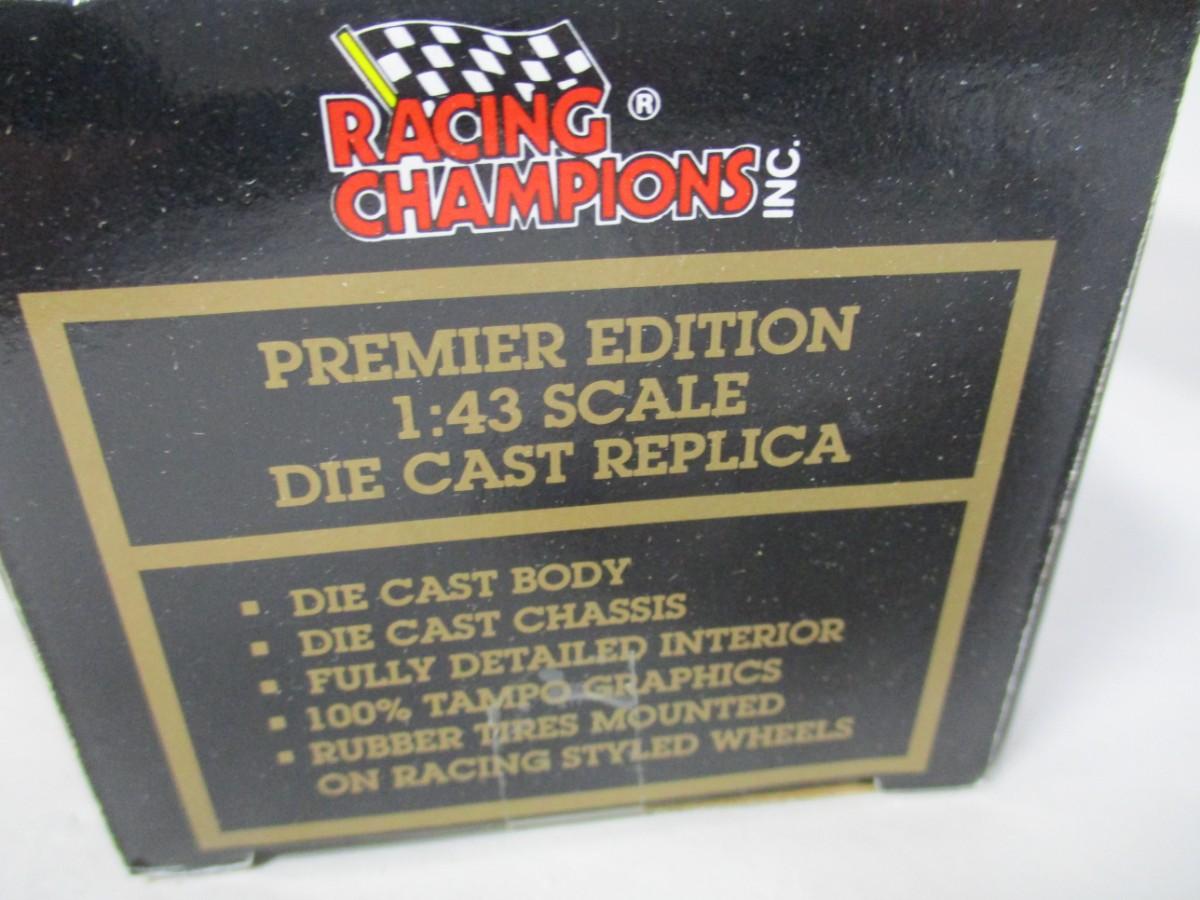 RACING ®
CHAMPIONS INC.
PREMIER EDITION
1:43 SCALE
DIE CAST REPLICA
▪ DIE CAST BODY
▪ DIE CAST CHASSIS
▪ FULLY DETAILED INTERIOR
▪ 100% TAMPO GRAPHICS
▪ RUBBER TIRES MOUNTED
ON RACING STYLED WHEELS